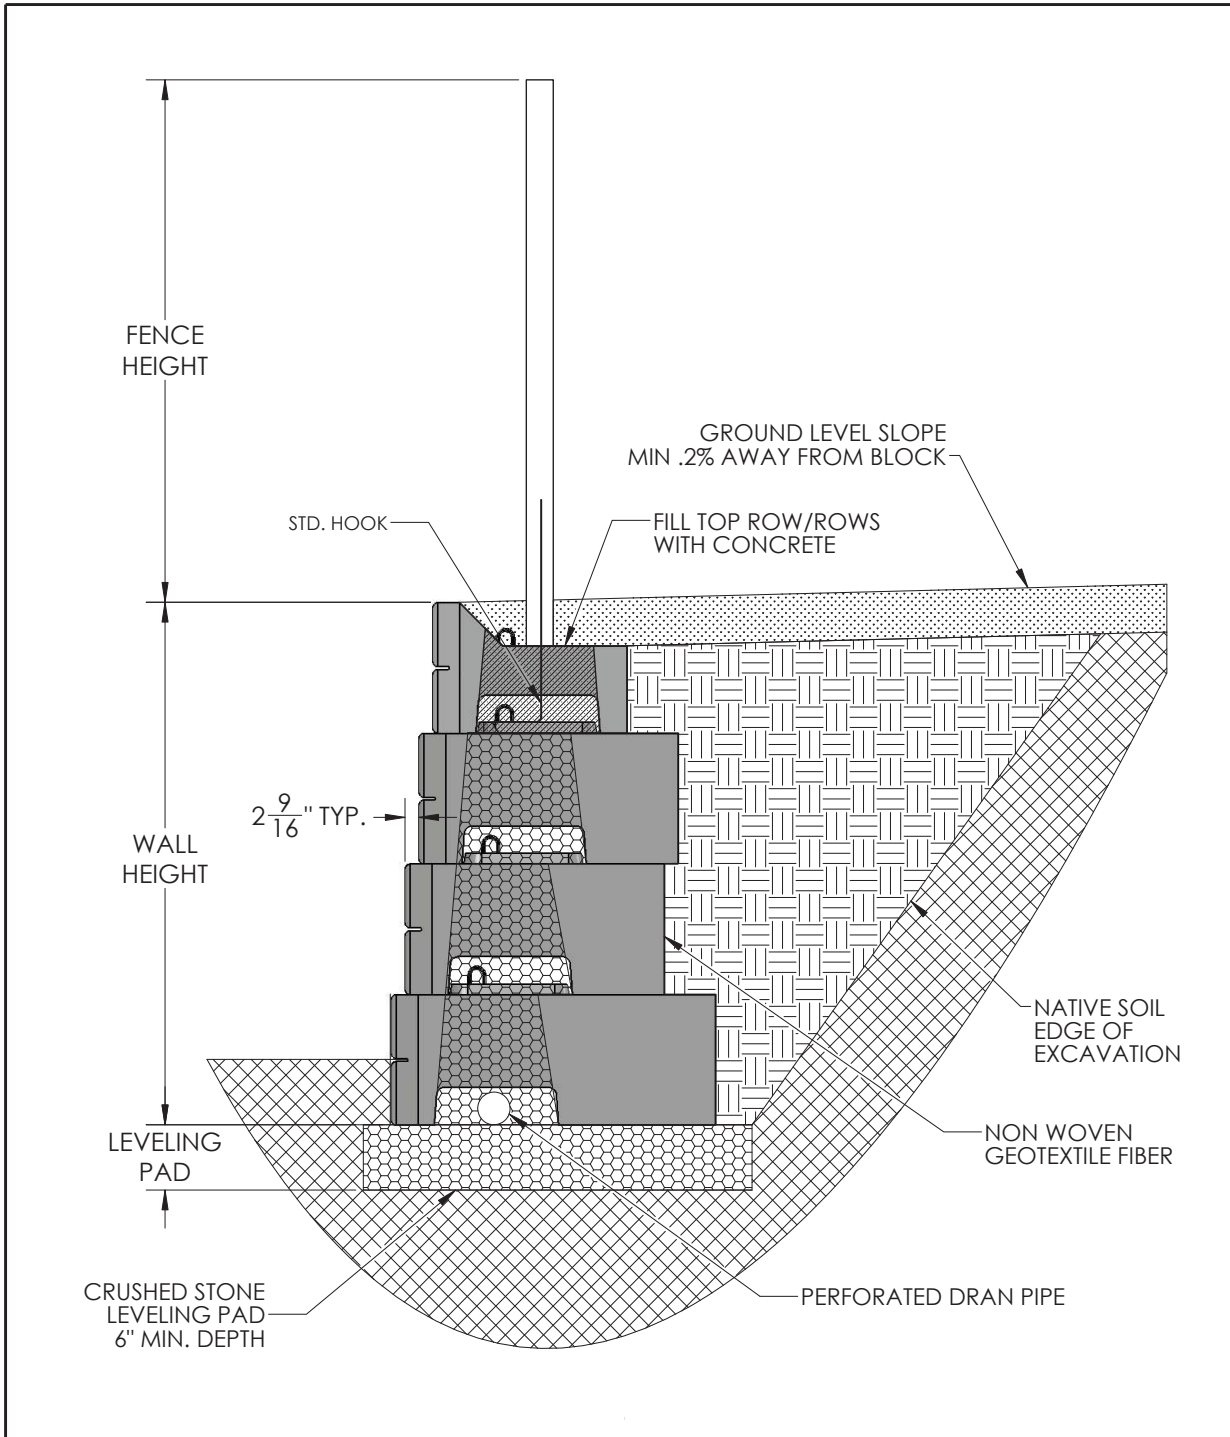 FENCE
HEIGHT
GROUND LEVEL SLOPE
MIN .2% AWAY FROM BLOCK
STD. HOOK
FILL TOP ROW/ROWS
WITH CONCRETE
2 9/16" TYP.
WALL
HEIGHT
NATIVE SOIL
EDGE OF
EXCAVATION
NON WOVEN
GEOTEXTILE FIBER
LEVELING
PAD
CRUSHED STONE
LEVELING PAD
6" MIN. DEPTH
PERFORATED DRAN PIPE